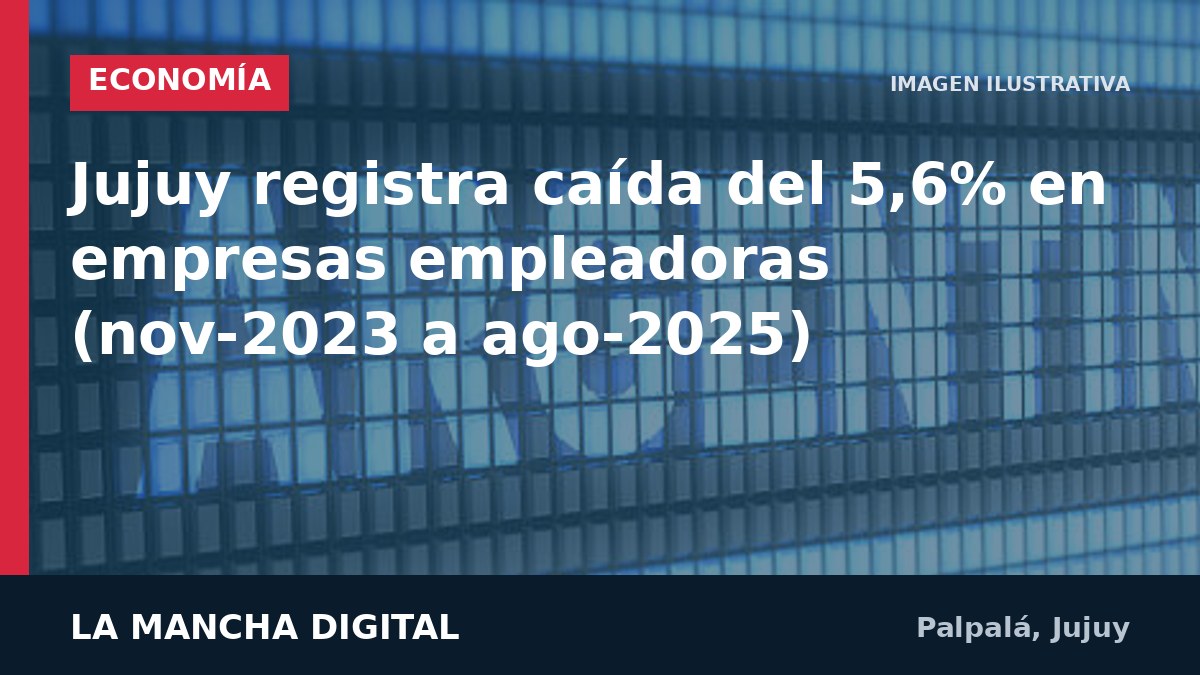 ECONOMÍA
IMAGEN ILUSTRATIVA
Jujuy registra caída del 5,6% en
empresas empleadoras
(nov-2023 a ago-2025)
LA MANCHA DIGITAL
Palpalá, Jujuy